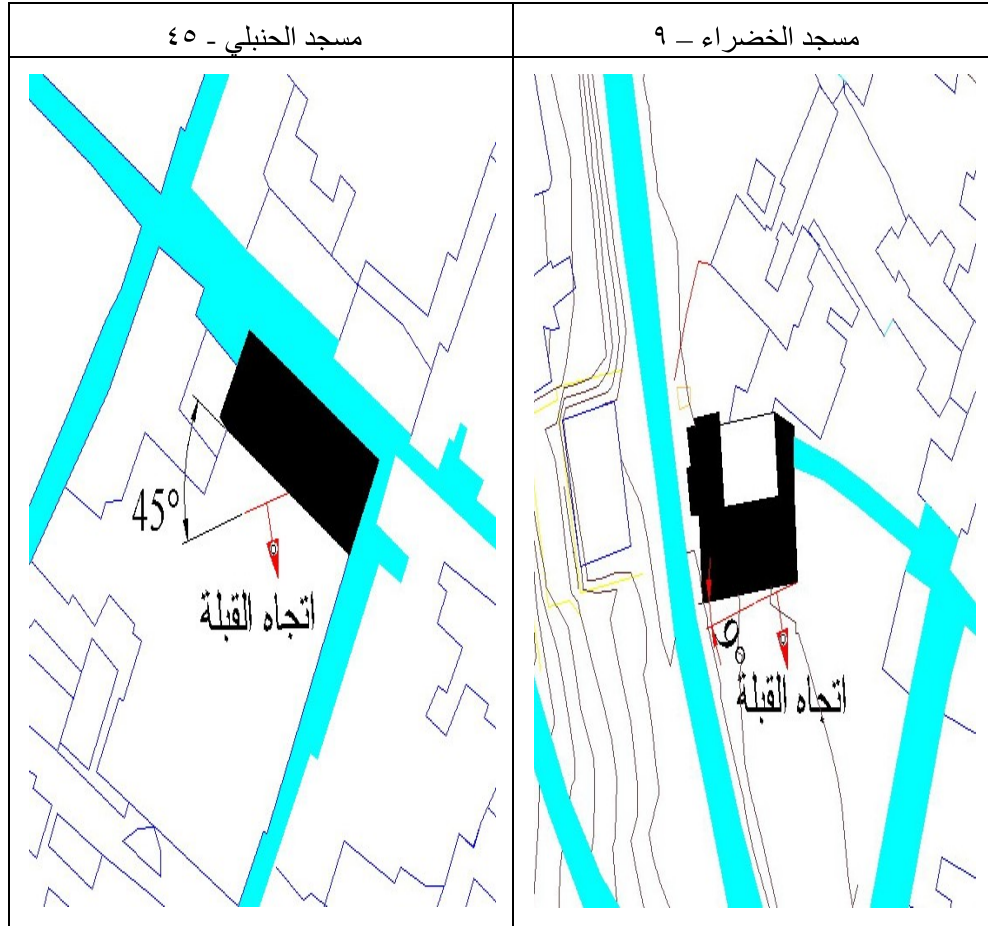 مسجد الخضراء – ٩
مسجد الحنبلي - ٤٥
9°
اتجاه القبلة
45°
اتجاه القبلة